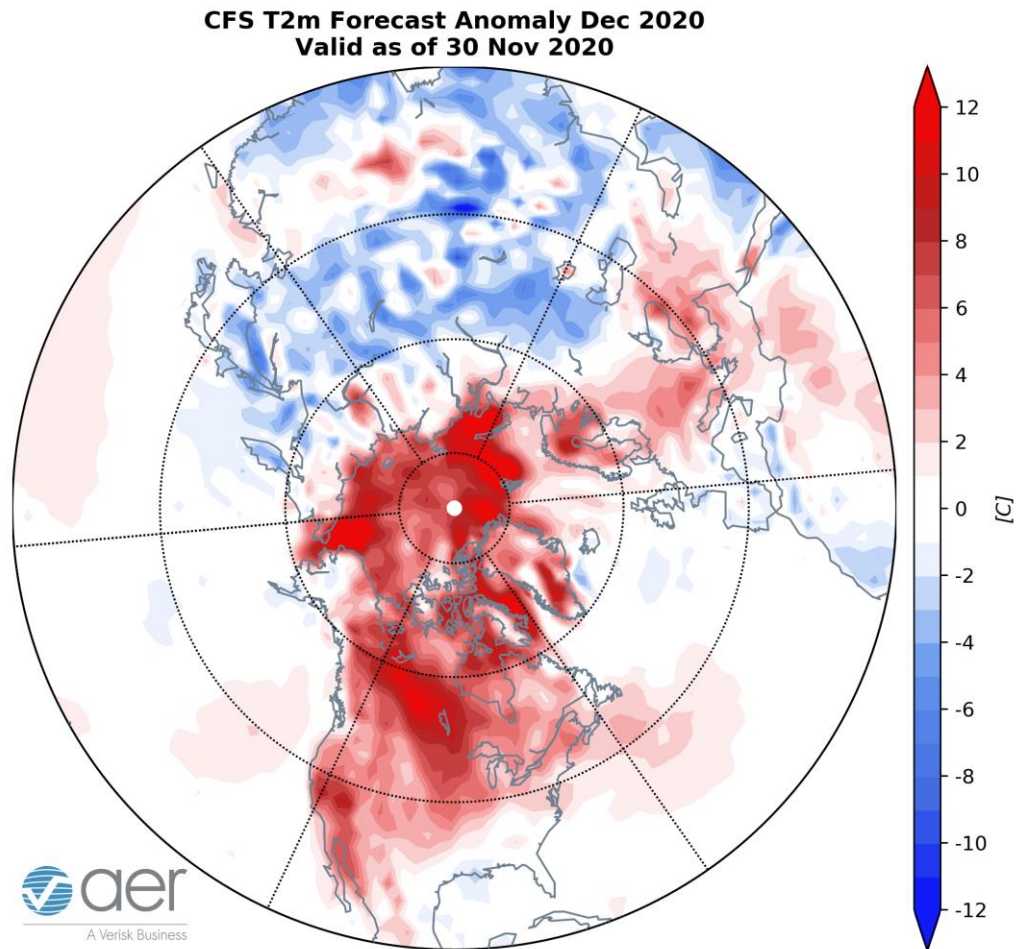 CFS T2m Forecast Anomaly Dec 2020
Valid as of 30 Nov 2020
12
10
8
6
4
2
0
-2
-4
-6
-8
-10
-12
[C]
aer
A Verisk Business